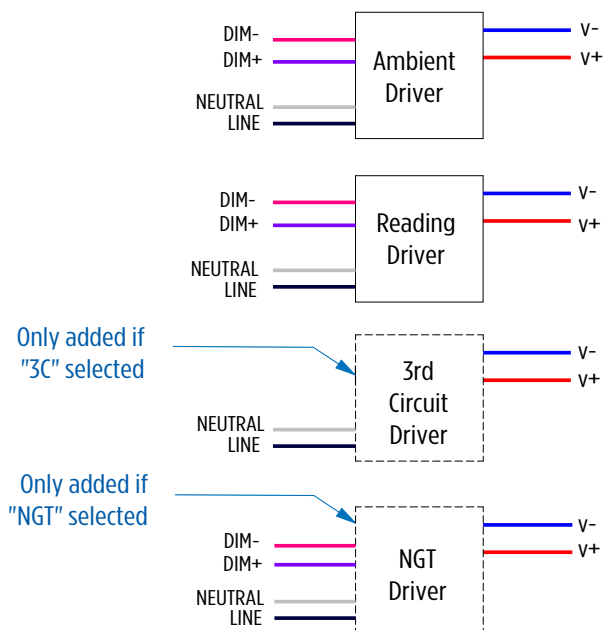 DIM-
DIM+
NEUTRAL
LINE
Ambient
Driver
V-
V+
DIM-
DIM+
NEUTRAL
LINE
Reading
Driver
V-
V+
Only added if
"3C" selected
NEUTRAL
LINE
3rd
Circuit
Driver
V-
V+
Only added if
"NGT" selected
DIM-
DIM+
NEUTRAL
LINE
NGT
Driver
V-
V+